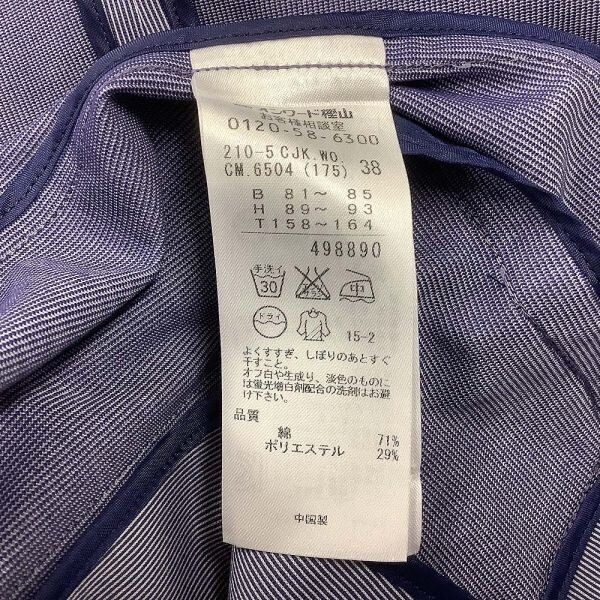 オンワード樫山
お客様相談室
0120-58-6300
210-5 CJK.WO.
CM.6504 (175) 38
B 81～ 85
H 89～ 93
T158～164
498890
手洗イ
30
中
ドライ
15-2
よくすすぎ、しぼりのあとすぐ
干すこと。
オフ白や生成り、淡色のものに
は蛍光増白剤配合の洗剤はお避
け下さい。
品質
綿 71%
ポリエステル 29%
中国製